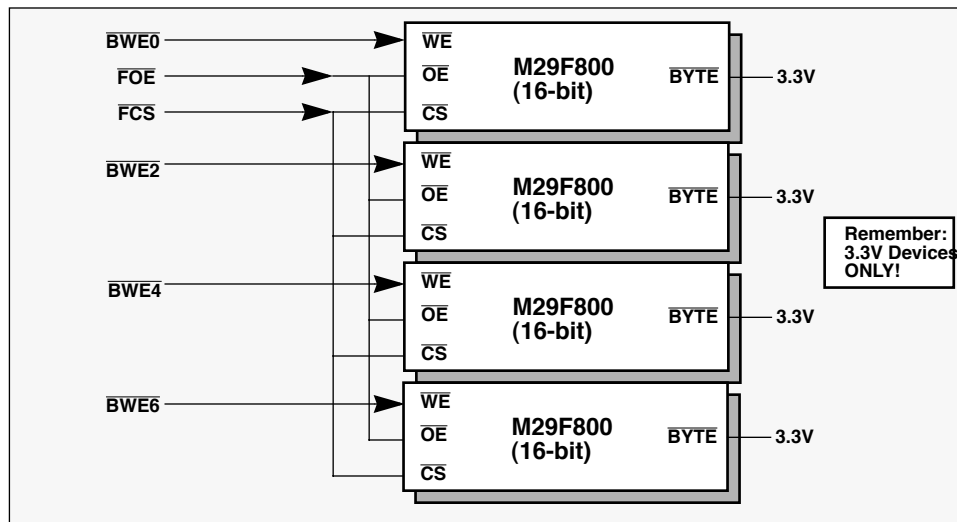 BWE0
WE
FOE
OE
M29F800
(16-bit)
BYTE
3.3V
FCS
CS
BWE2
WE
OE
M29F800
(16-bit)
BYTE
3.3V
CS
Remember:
3.3V Devices
ONLY!
BWE4
WE
OE
M29F800
(16-bit)
BYTE
3.3V
CS
BWE6
WE
OE
M29F800
(16-bit)
BYTE
3.3V
CS